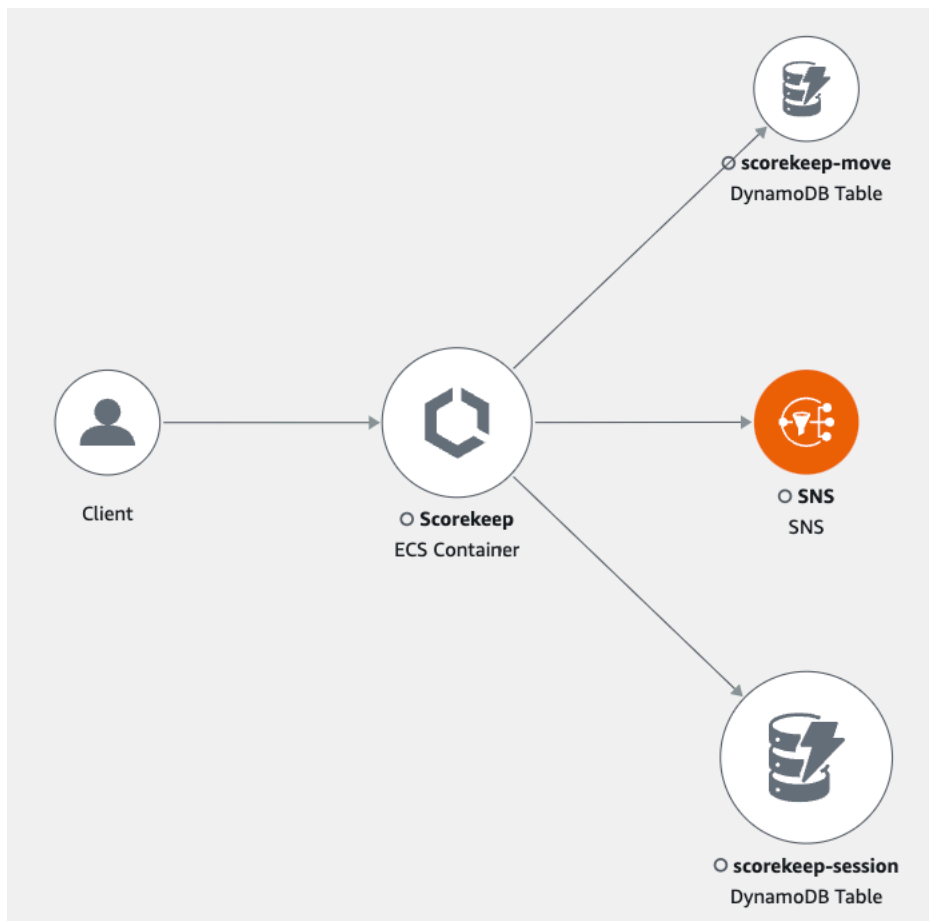 scorekeep-move
DynamoDB Table
Client
Scorekeep
ECS Container
SNS
SNS
scorekeep-session
DynamoDB Table